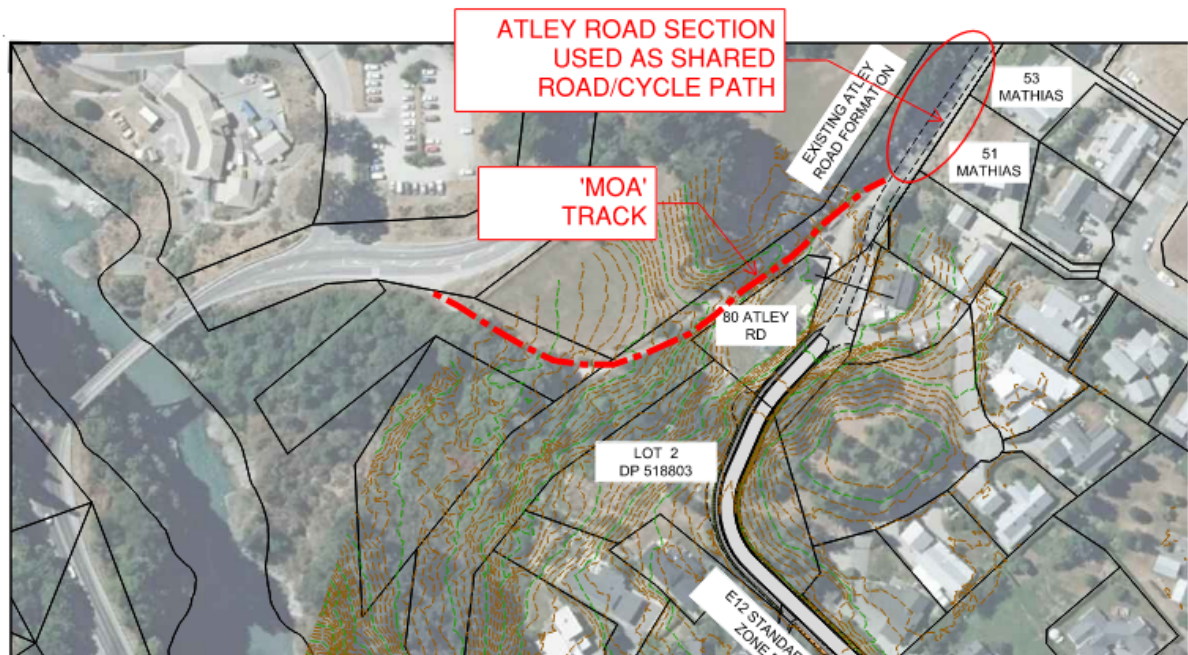 ATLEY ROAD SECTION
USED AS SHARED
ROAD/CYCLE PATH
EXISTING ATLEY
ROAD FORMATION
53
MATHIAS
51
MATHIAS
'MOA'
TRACK
80 ATLEY
RD
LOT 2
DP 518803
E12 STANDAR
ZONE